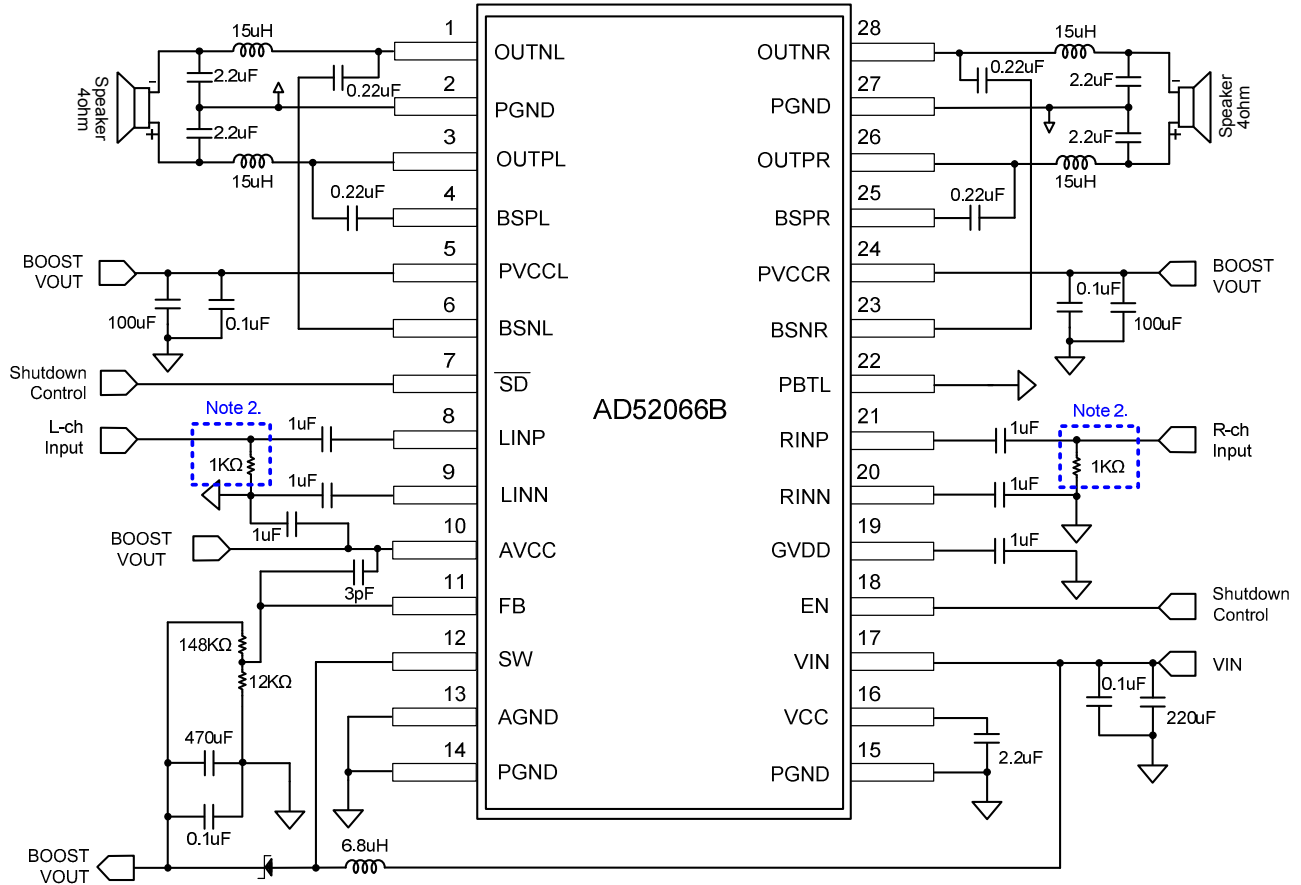 15uH
1
OUTNL
Speaker
4ohm
-
+
2.2uF
0.22uF
2
PGND
2.2uF
3
OUTPL
15uH
0.22uF
4
BSPL
BOOST
VOUT
5
PVCCL
100uF
0.1uF
6
BSNL
Shutdown
Control
7
SD
Note 2.
L-ch
Input
1uF
8
LINP
1KΩ
1uF
9
LINN
1uF
BOOST
VOUT
10
AVCC
3pF
11
FB
148KΩ
12KΩ
12
SW
13
AGND
470uF
14
PGND
0.1uF
BOOST
VOUT
6.8uH
AD52066B
28
OUTNR
15uH
0.22uF
2.2uF
-
+
Speaker
4ohm
27
PGND
2.2uF
26
OUTPR
15uH
25
BSPR
0.22uF
24
PVCCR
BOOST
VOUT
0.1uF
100uF
23
BSNR
22
PBTL
Note 2.
21
RINP
1uF
R-ch
Input
1KΩ
20
RINN
1uF
19
GVDD
1uF
18
EN
Shutdown
Control
17
VIN
VIN
0.1uF
220uF
16
VCC
2.2uF
15
PGND